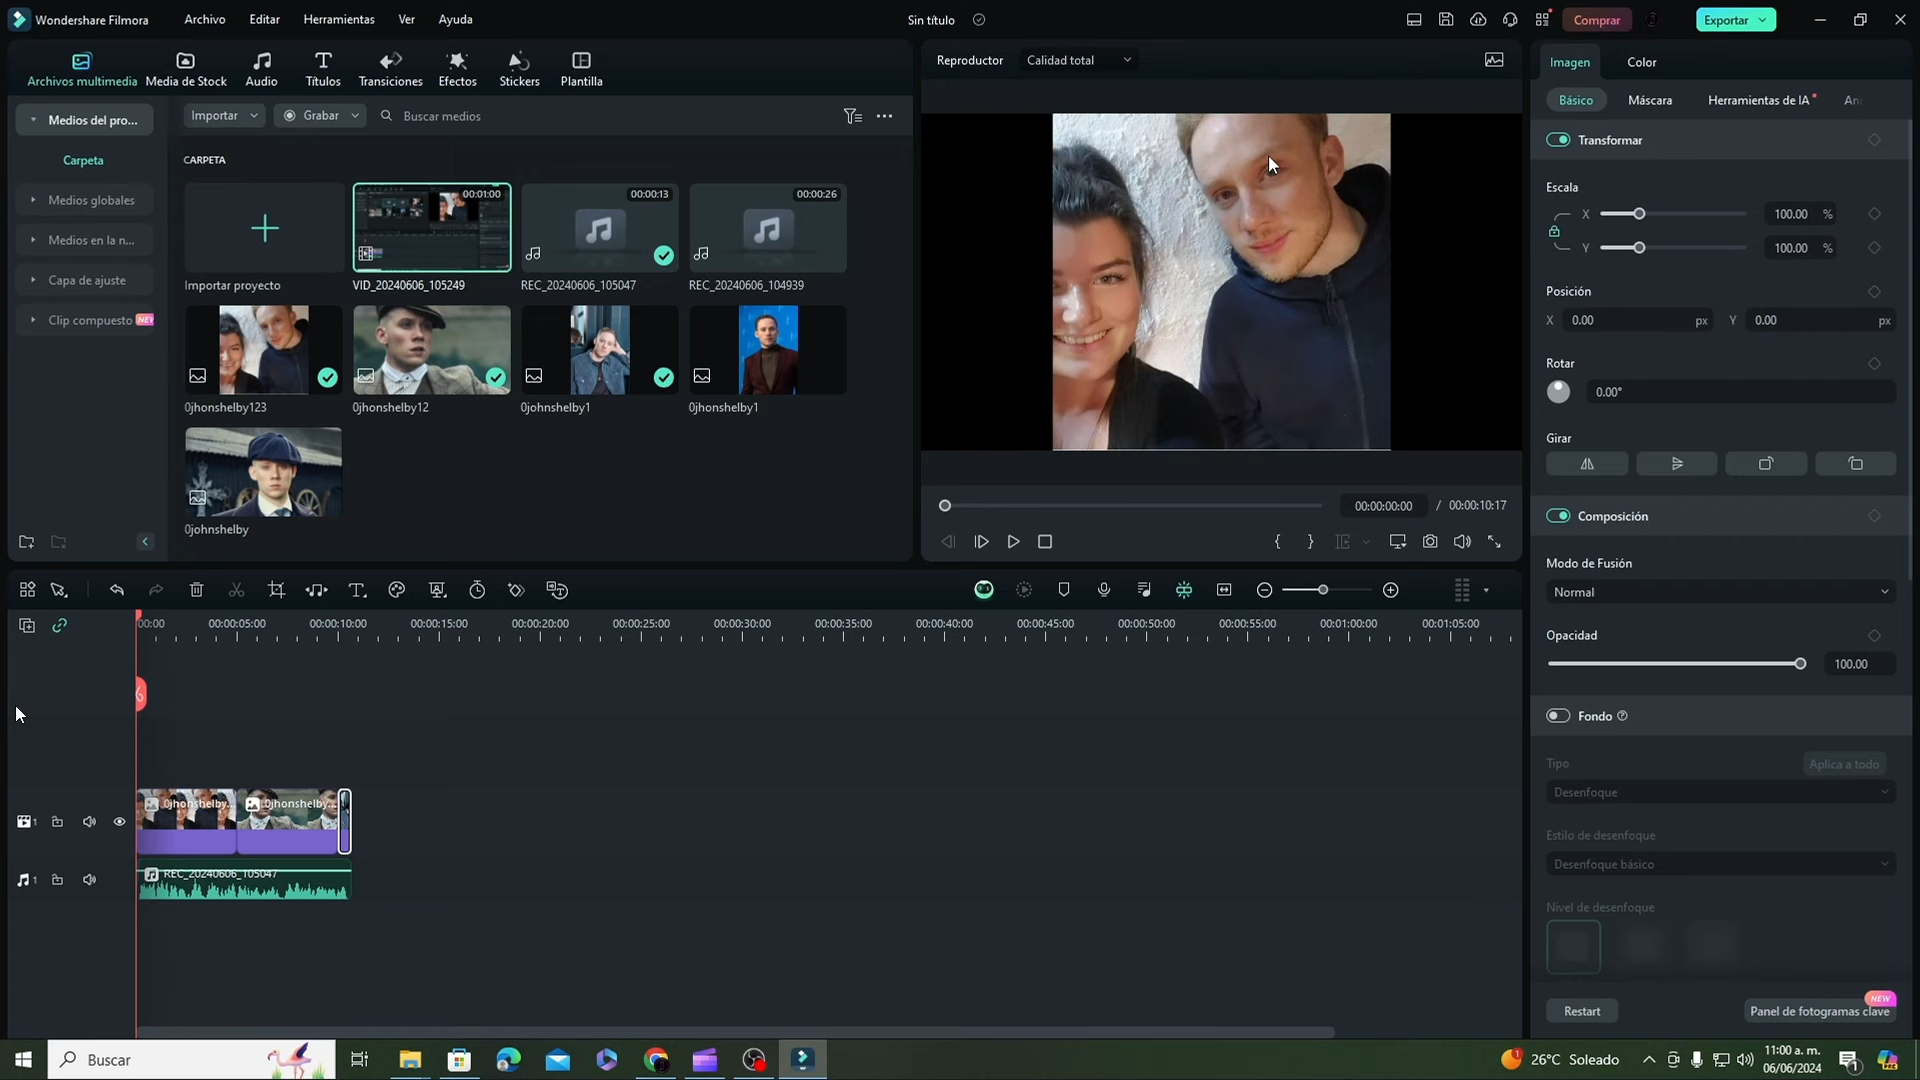 Wondershare Filmora
Archivo
Editar
Herramientas
Ver
Ayuda
Sin título
Comprar
Exportar
Archivos multimedia
Media de Stock
Audio
Títulos
Transiciones
Efectos
Stickers
Plantilla
Reproductor
Calidad total
Imagen
Color
Medios del pro...
Carpeta
Medios globales
Medios en la n...
Capa de ajuste
Clip compuesto
NEW
Importar
Grabar
Buscar medios
CARPETA
Importar proyecto
00:01:00
VID_20240606_105249
00:00:13
REC_20240606_105047
00:00:26
REC_20240606_104939
0jhonshelby123
0jhonshelby12
0johnshelby1
0jhonshelby1
0johnshelby
00:00:00:00 / 00:00:10:17
Básico
Máscara
Herramientas de IA
An
Transformar
Escala
X 100.00 %
Y 100.00 %
Posición
X 0.00 px Y 0.00 px
Rotar
0.00°
Girar
Composición
Modo de Fusión
Normal
Opacidad
100.00
Fondo
Tipo
Aplica a todo
Desenfoque
Estilo de desenfoque
Desenfoque básico
Nivel de desenfoque
Restart
NEW
Panel de fotogramas clave
00:00 00:00:05:00 00:00:10:00 00:00:15:00 00:00:20:00 00:00:25:00 00:00:30:00 00:00:35:00 00:00:40:00 00:00:45:00 00:00:50:00 00:00:55:00 00:01:00:00 00:01:05:00
1
0jhonshelby...
0jhonshelby...
1
REC_20240606_105047
Buscar
1
26°C Soleado
11:00 a. m.
06/06/2024
1